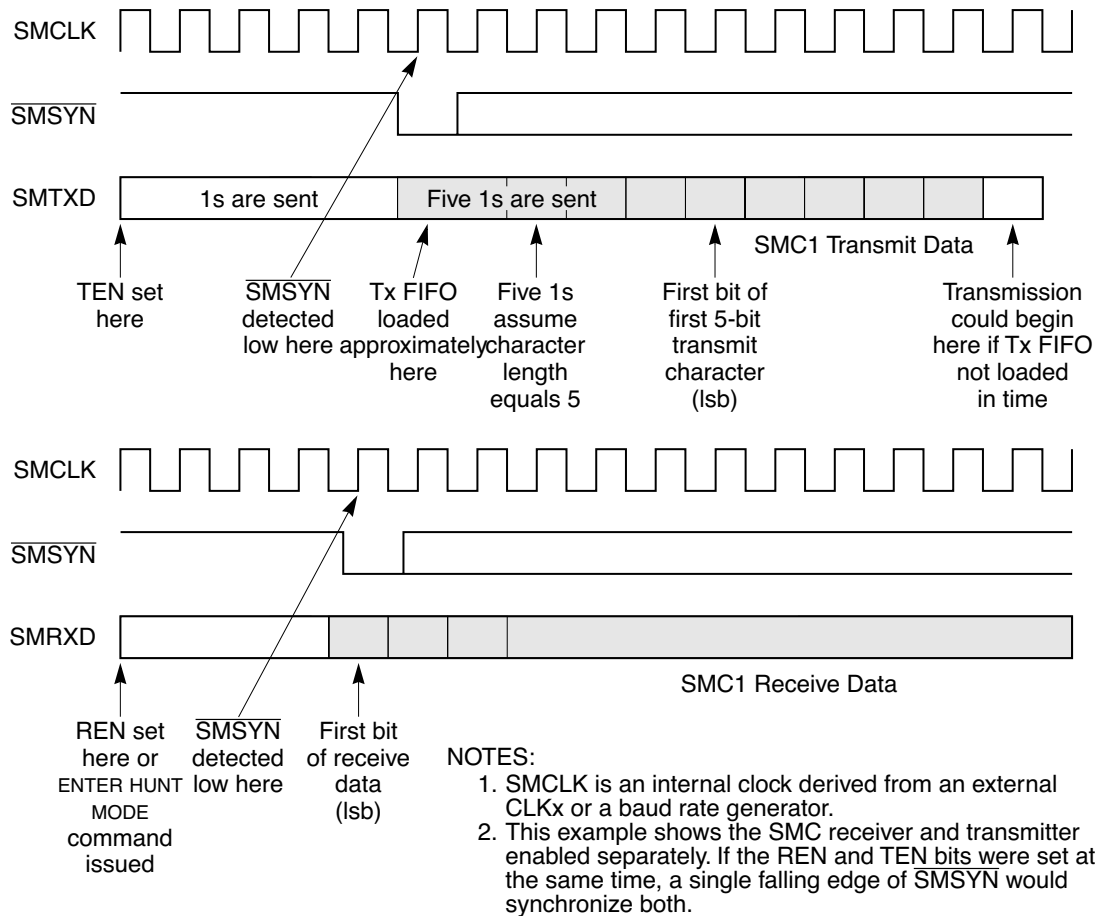 SMCLK
SMSYN
SMTXD
1s are sent
Five 1s are sent
SMC1 Transmit Data
TEN set
here
SMSYN
detected
low here
Tx FIFO
loaded
approximately
here
Five 1s
assume
character
length
equals 5
First bit of
first 5-bit
transmit
character
(lsb)
Transmission
could begin
here if Tx FIFO
not loaded
in time
SMCLK
SMSYN
SMRXD
SMC1 Receive Data
REN set
here or
ENTER HUNT
MODE
command
issued
SMSYN
detected
low here
First bit
of receive
data
(lsb)
NOTES:
1. SMCLK is an internal clock derived from an external
CLKx or a baud rate generator.
2. This example shows the SMC receiver and transmitter
enabled separately. If the REN and TEN bits were set at
the same time, a single falling edge of SMSYN would
synchronize both.